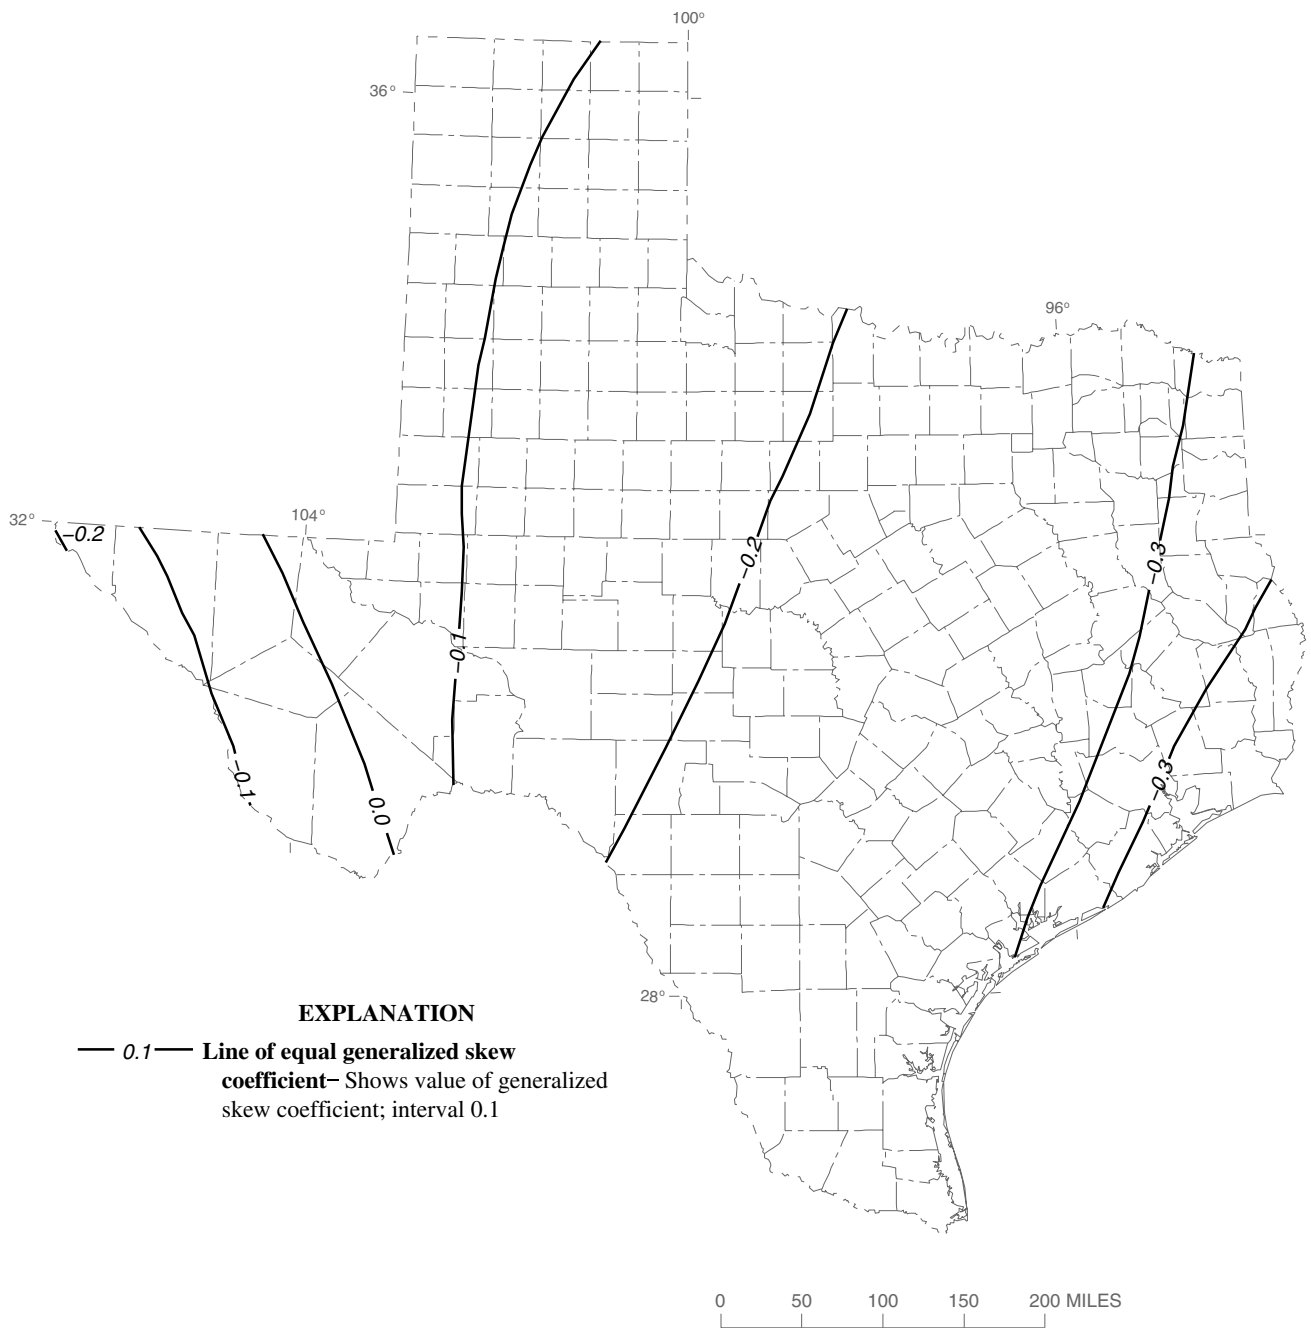 100°
36°
96°
32°
−0.2
104°
−0.2
−0.3
−0.1
−0.1
0.0
−0.3
28°
EXPLANATION
0.1 Line of equal generalized skew
coefficient− Shows value of generalized
skew coefficient; interval 0.1
0 50 100 150 200 MILES